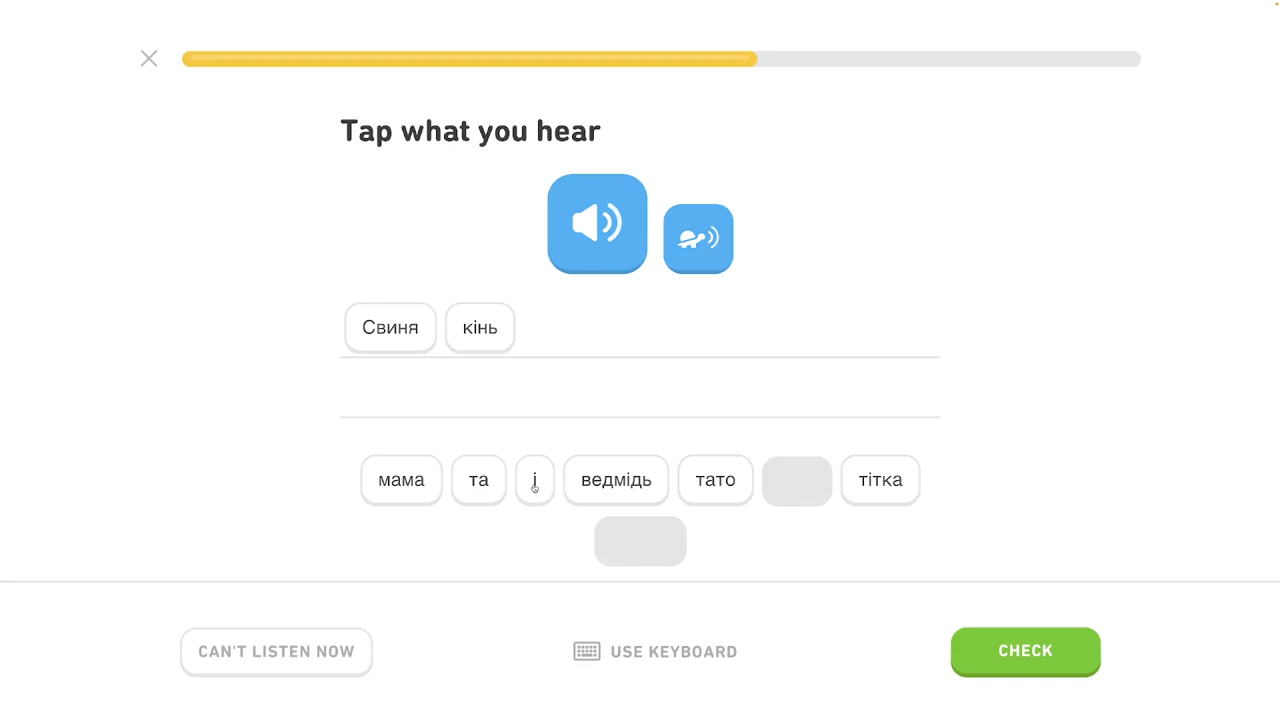 Tap what you hear
Свиня кінь
мама та і ведмідь тато тітка
CAN'T LISTEN NOW USE KEYBOARD CHECK